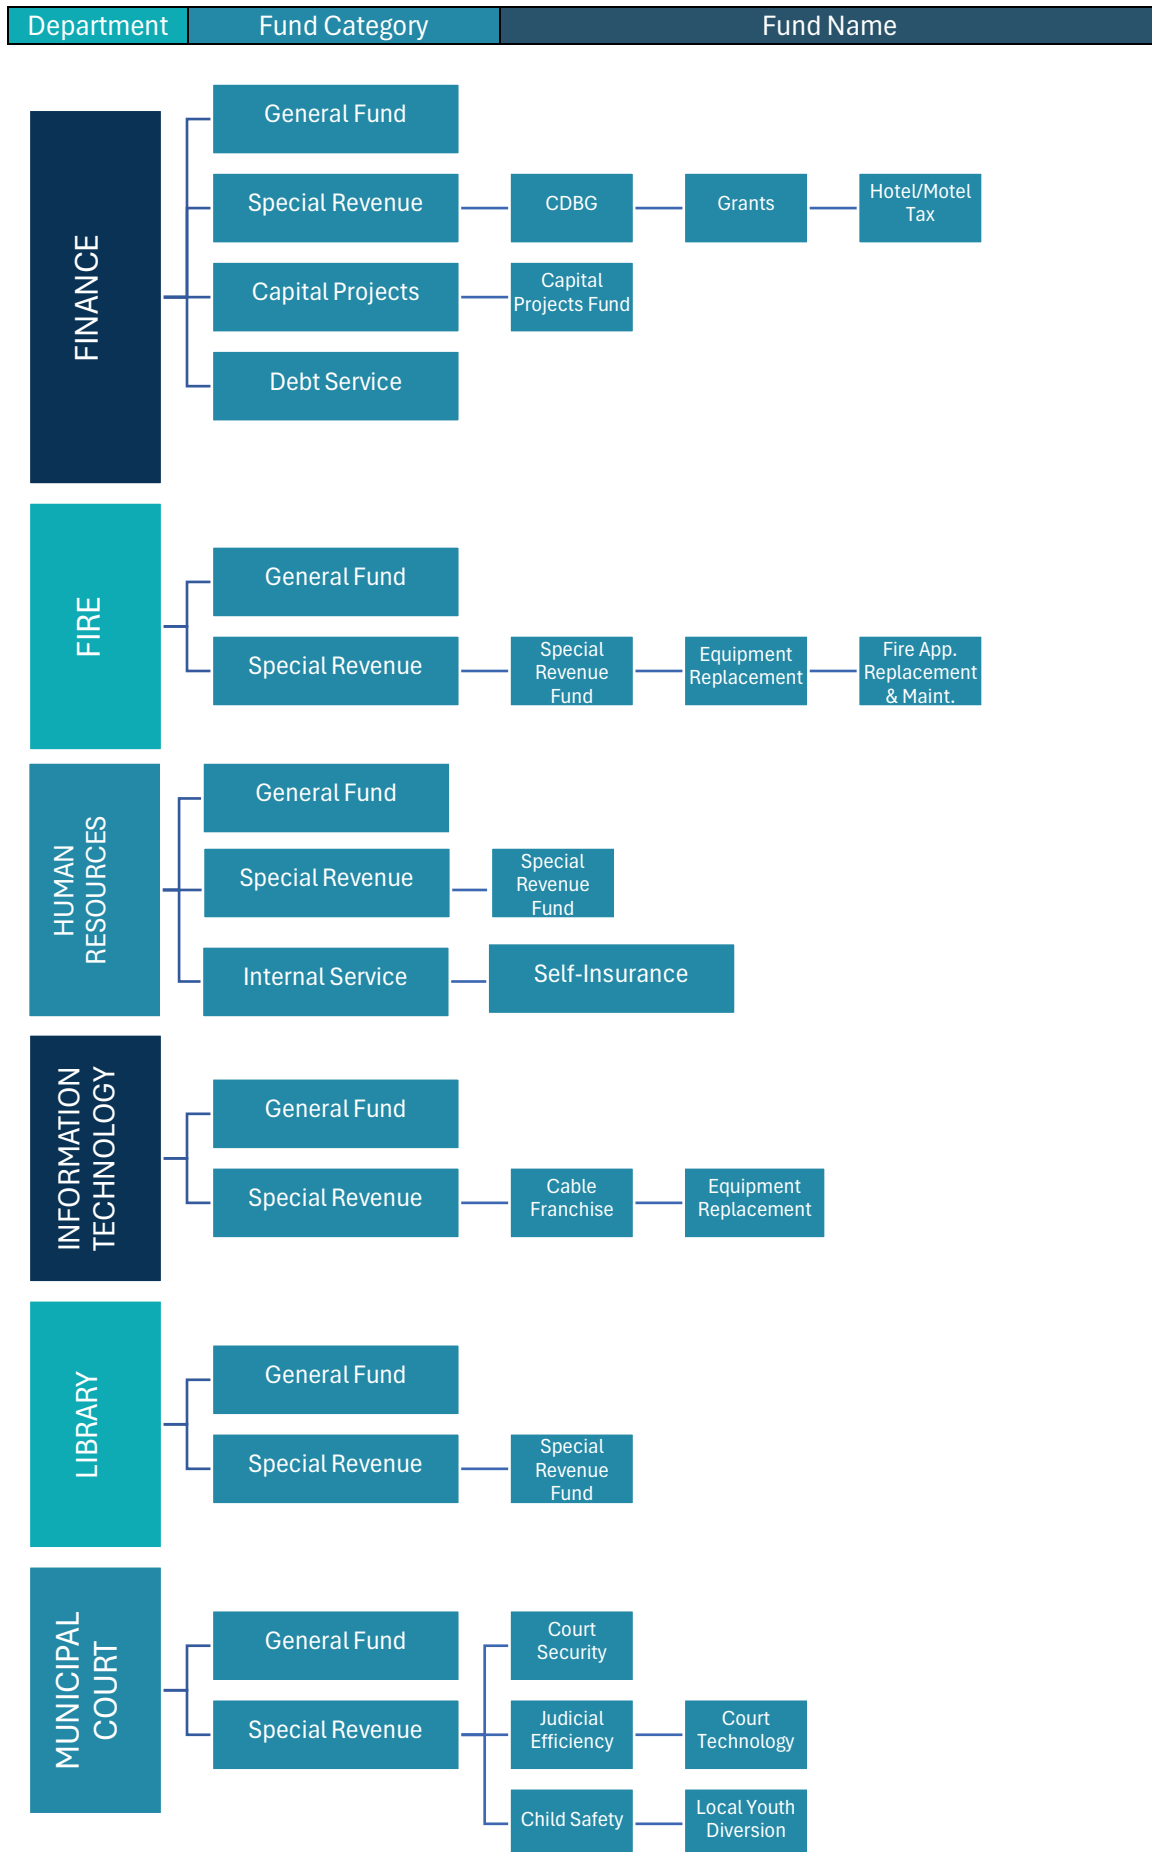 Department Fund Category Fund Name
FINANCE
General Fund
Special Revenue
CDBG
Grants
Hotel/Motel
Tax
Capital Projects
Capital
Projects Fund
Debt Service
FIRE
General Fund
Special Revenue
Special
Revenue
Fund
Equipment
Replacement
Fire App.
Replacement
& Maint.
HUMAN
RESOURCES
General Fund
Special Revenue
Special
Revenue
Fund
Internal Service
Self-Insurance
INFORMATION
TECHNOLOGY
General Fund
Special Revenue
Cable
Franchise
Equipment
Replacement
LIBRARY
General Fund
Special Revenue
Special
Revenue
Fund
MUNICIPAL
COURT
General Fund
Special Revenue
Court
Security
Judicial
Efficiency
Court
Technology
Child Safety
Local Youth
Diversion